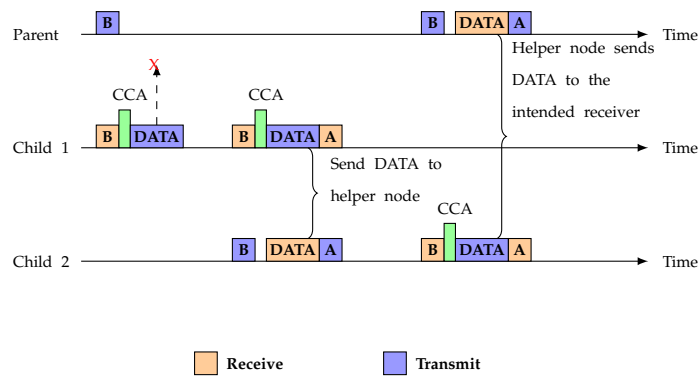 B B DATA A
Parent Time
Helper node sends
X
DATA to the
CCA CCA
intended receiver
B DATA B DATA A
Child 1 Time
Send DATA to
helper node
CCA
B DATA A B DATA A
Child 2 Time
Receive Transmit